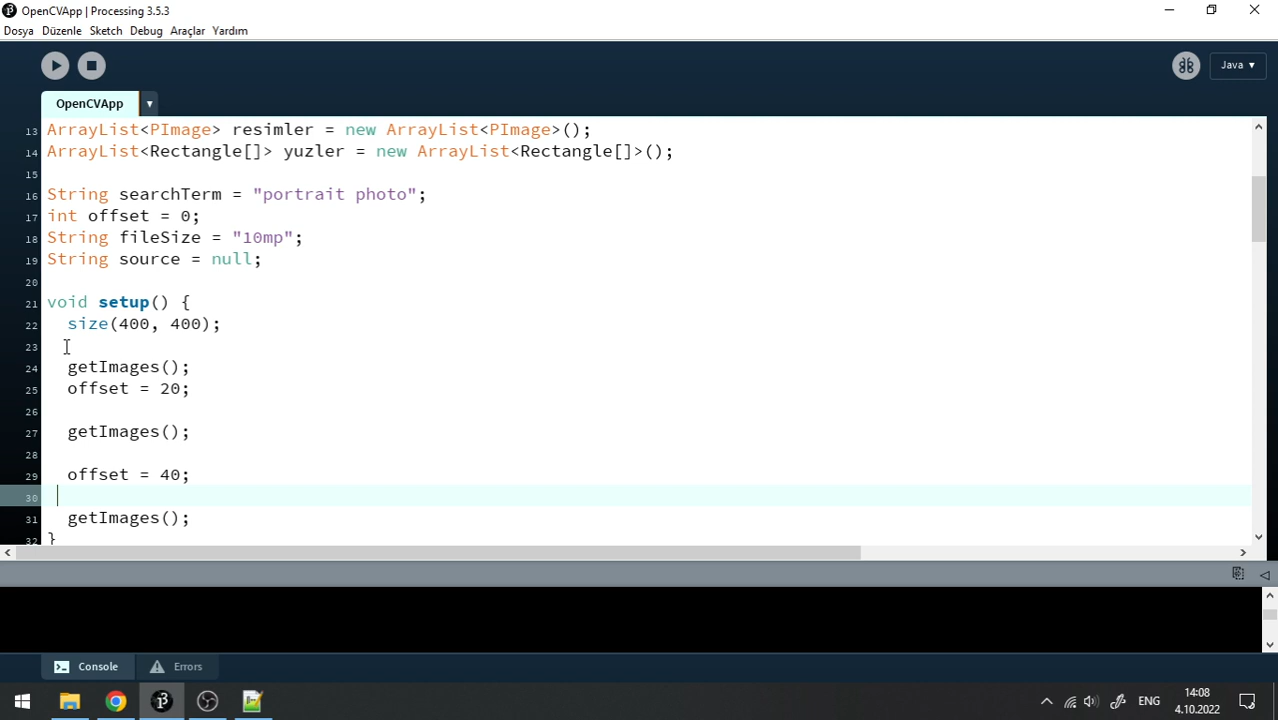 OpenCVApp | Processing 3.5.3
Dosya Düzenle Sketch Debug Araçlar Yardım
Java ▾
OpenCVApp ▾
13 ArrayList<PImage> resimler = new ArrayList<PImage>();
14 ArrayList<Rectangle[]> yuzler = new ArrayList<Rectangle[]>();
15
16 String searchTerm = "portrait photo";
17 int offset = 0;
18 String fileSize = "10mp";
19 String source = null;
20
21 void setup() {
22 size(400, 400);
23
24 getImages();
25 offset = 20;
26
27 getImages();
28
29 offset = 40;
30
31 getImages();
32 }
Console Errors
ENG
14:08
4.10.2022